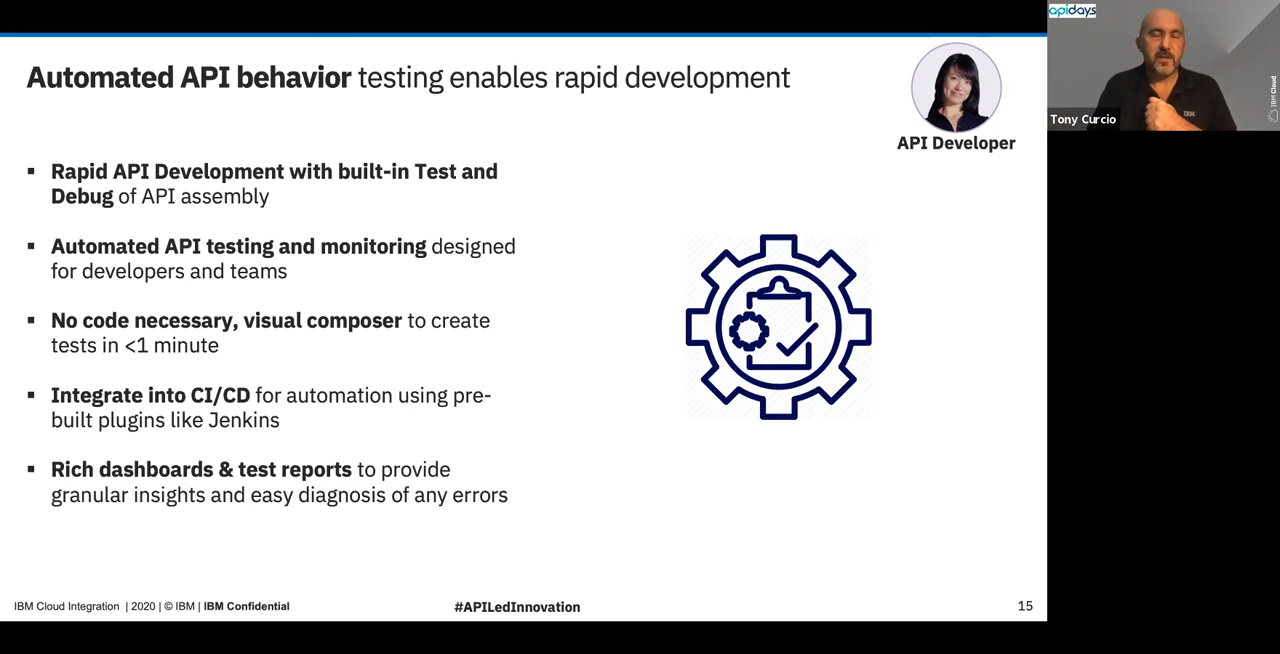 Automated API behavior testing enables rapid development
API Developer
▪ Rapid API Development with built-in Test and
Debug of API assembly
▪ Automated API testing and monitoring designed
for developers and teams
▪ No code necessary, visual composer to create
tests in <1 minute
▪ Integrate into CI/CD for automation using pre-
built plugins like Jenkins
▪ Rich dashboards & test reports to provide
granular insights and easy diagnosis of any errors
IBM Cloud Integration | 2020 | © IBM | IBM Confidential
#APILedInnovation
15
apidays
IBM Cloud
IBM
Tony Curcio